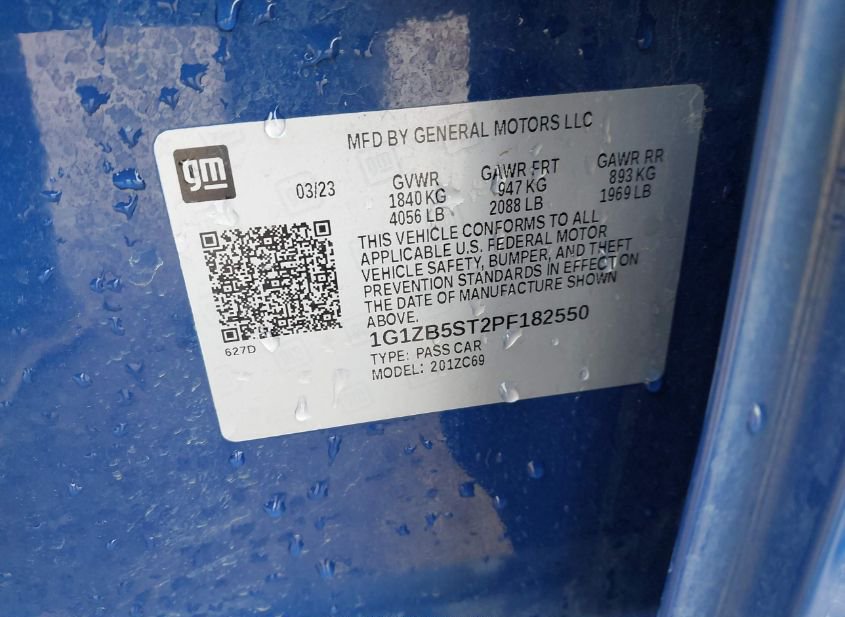 MFD BY GENERAL MOTORS LLC
gm
03/23
GVWR
1840 KG
4056 LB
GAWR FRT
947 KG
2088 LB
GAWR RR
893 KG
1969 LB
THIS VEHICLE CONFORMS TO ALL
APPLICABLE U.S. FEDERAL MOTOR
VEHICLE SAFETY, BUMPER, AND THEFT
PREVENTION STANDARDS IN EFFECT ON
THE DATE OF MANUFACTURE SHOWN
ABOVE.
1G1ZB5ST2PF182550
627D
TYPE: PASS CAR
MODEL: 201ZC69